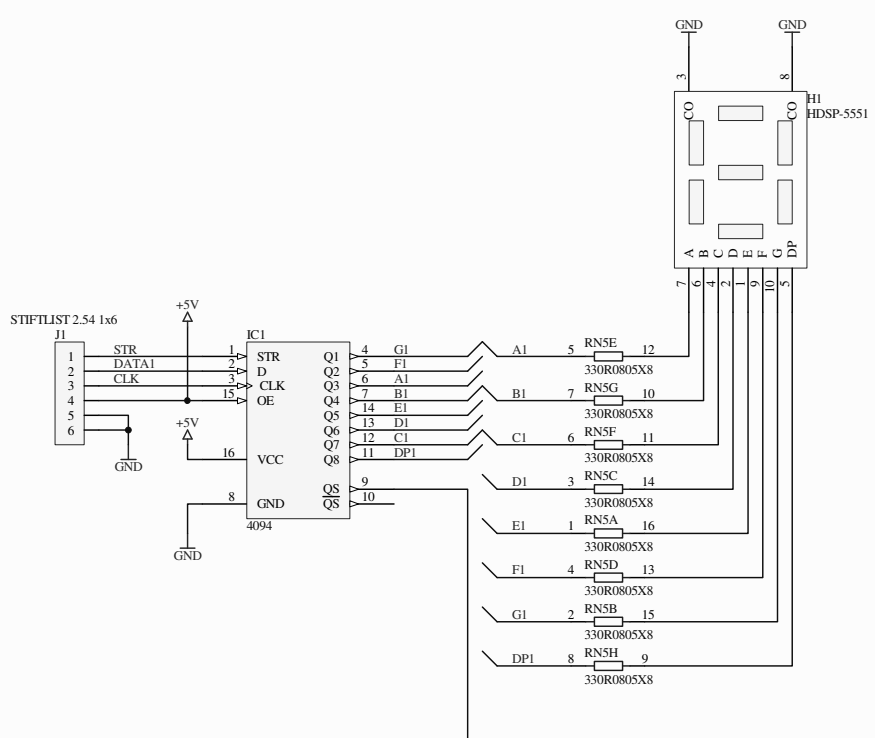 GND GND
3 8
CO CO
H1
HDSP-5551
A B C D E F G DP
7 6 4 2 1 9 10 5
STIFTLIST 2.54 1x6
J1
1 STR
2 DATA1
3 CLK
4
5
6
GND
+5V
+5V
GND
IC1
1 STR Q1 4 G1
2 D Q2 5 F1
3 CLK Q3 6 A1
15 OE Q4 7 B1
Q5 14 E1
Q6 13 D1
Q7 12 C1
16 VCC Q8 11 DP1
QS 9
8 GND QS 10
4094
A1 5 RN5E 12
330R0805X8
B1 7 RN5G 10
330R0805X8
C1 6 RN5F 11
330R0805X8
D1 3 RN5C 14
330R0805X8
E1 1 RN5A 16
330R0805X8
F1 4 RN5D 13
330R0805X8
G1 2 RN5B 15
330R0805X8
DP1 8 RN5H 9
330R0805X8